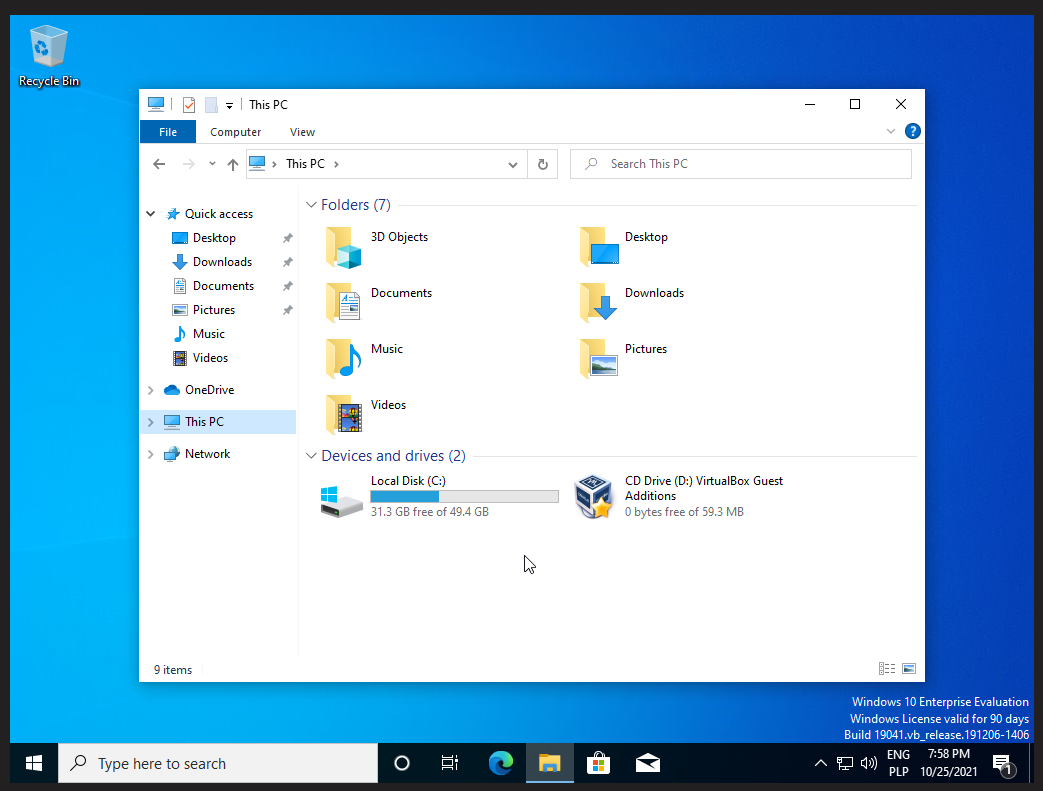 Recycle Bin
This PC
File
Computer
View
This PC
Search This PC
Quick access
Desktop
Downloads
Documents
Pictures
Music
Videos
OneDrive
This PC
Network
Folders (7)
3D Objects
Desktop
Documents
Downloads
Music
Pictures
Videos
Devices and drives (2)
Local Disk (C:)
31.3 GB free of 49.4 GB
CD Drive (D:) VirtualBox Guest
Additions
0 bytes free of 59.3 MB
9 items
Windows 10 Enterprise Evaluation
Windows License valid for 90 days
Build 19041.vb_release.191206-1406
Type here to search
ENG
PLP
7:58 PM
10/25/2021
1